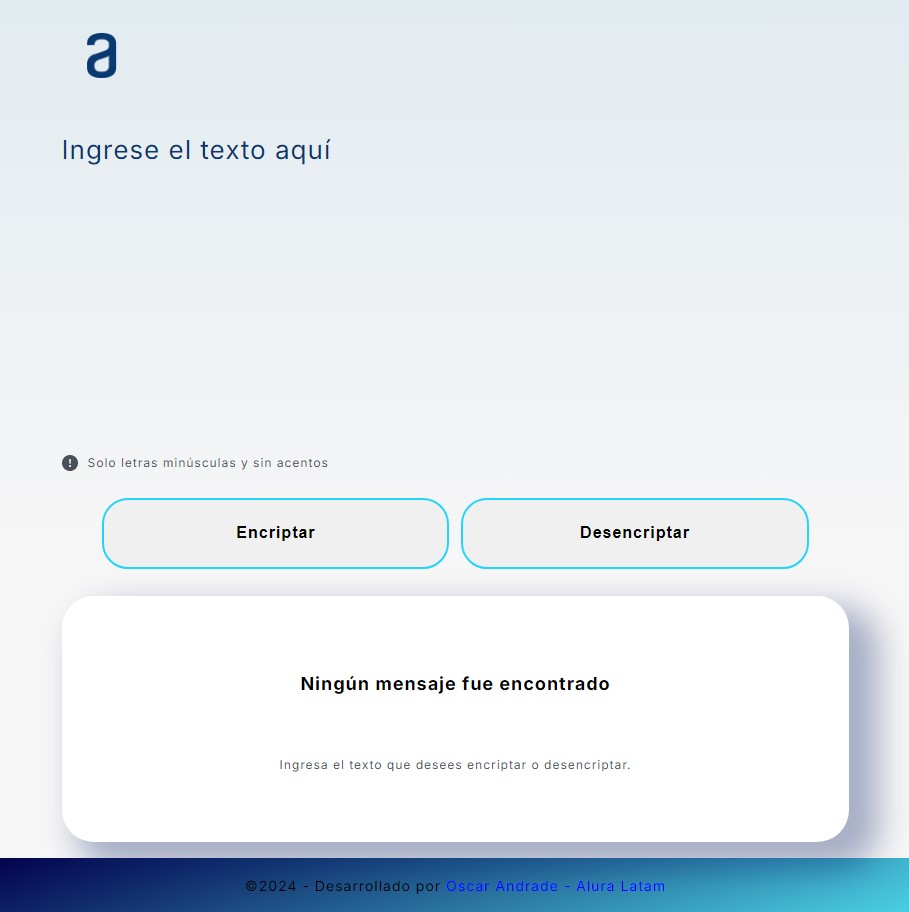 a
Ingrese el texto aquí
Solo letras minúsculas y sin acentos
Encriptar
Desencriptar
Ningún mensaje fue encontrado
Ingresa el texto que desees encriptar o desencriptar.
©2024 - Desarrollado por Oscar Andrade - Alura Latam